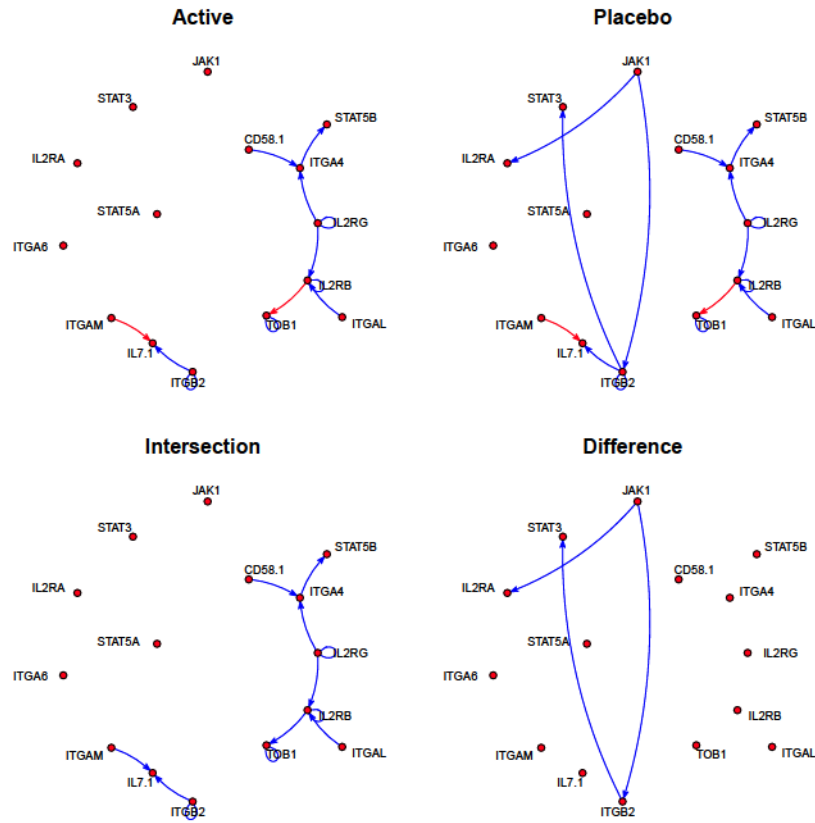 Active
JAK1
STAT3
STAT5B
CD58.1
IL2RA
ITGA4
STAT5A
IL2RG
ITGA6
IL2RB
ITGAM
TOB1
ITGAL
IL7.1
ITGB2
Placebo
JAK1
STAT3
STAT5B
CD58.1
IL2RA
ITGA4
STAT5A
IL2RG
ITGA6
IL2RB
ITGAM
TOB1
ITGAL
IL7.1
ITGB2
Intersection
JAK1
STAT3
STAT5B
CD58.1
IL2RA
ITGA4
STAT5A
IL2RG
ITGA6
IL2RB
ITGAM
TOB1
ITGAL
IL7.1
ITGB2
Difference
JAK1
STAT3
STAT5B
CD58.1
IL2RA
ITGA4
STAT5A
IL2RG
ITGA6
IL2RB
ITGAM
TOB1
ITGAL
IL7.1
ITGB2